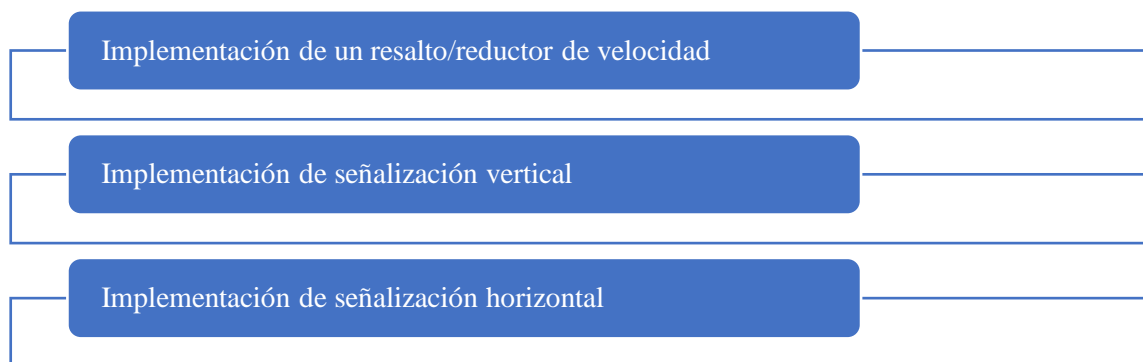 Implementación de un resalto/reductor de velocidad
Implementación de señalización vertical
Implementación de señalización horizontal